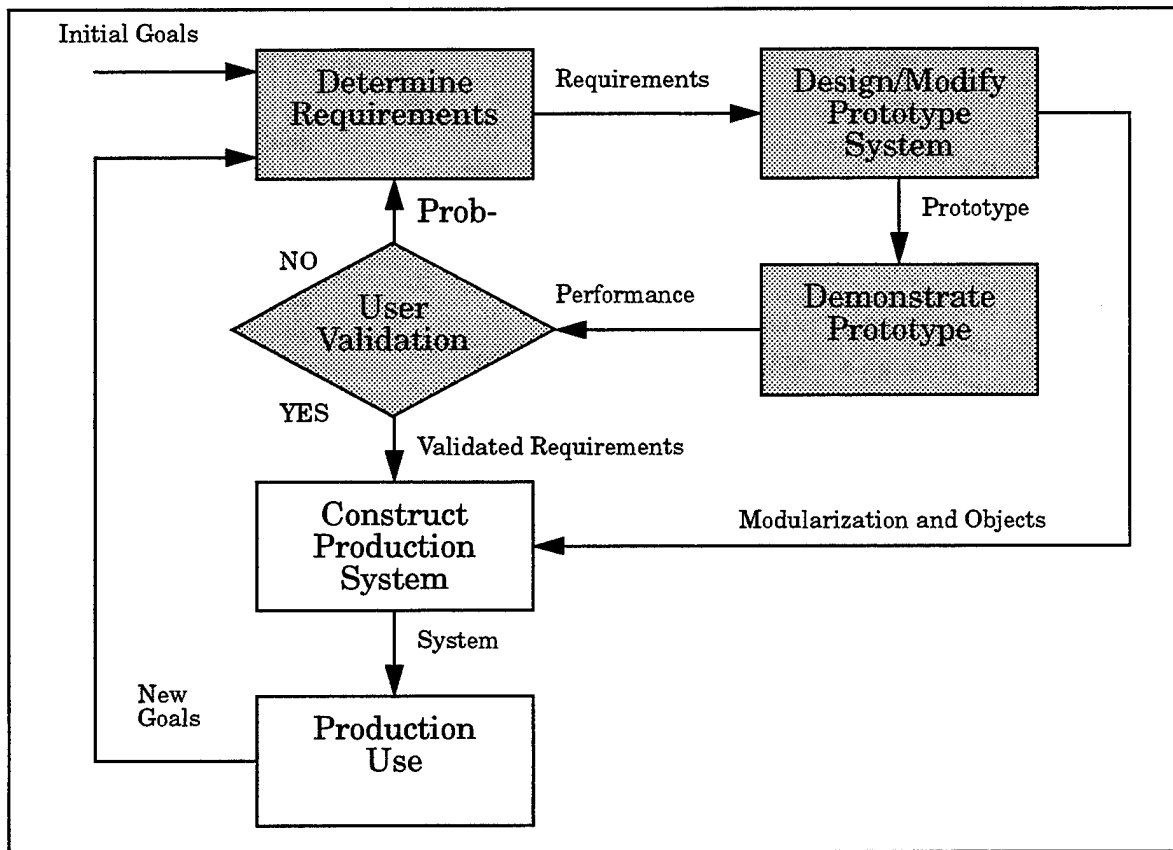 Initial Goals
Determine
Requirements
Requirements
Design/Modify
Prototype
System
Prob-
Prototype
NO
User
Validation
Performance
Demonstrate
Prototype
YES
Validated Requirements
Construct
Production
System
Modularization and Objects
System
New
Goals
Production
Use